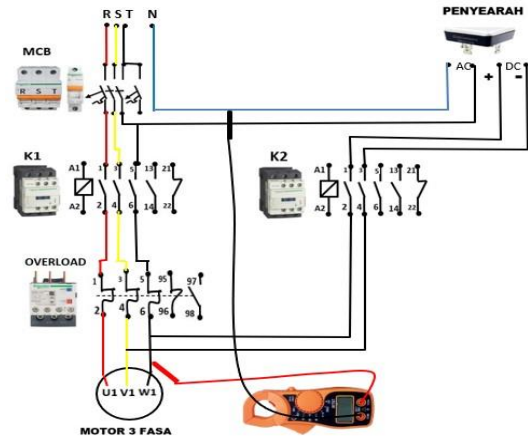 R S T N
PENYEARAH
MCB
R S T
AC + DC -
K1
A1 1 3 5 13 21
A2 2 4 6 14 22
K2
A1 1 3 5 13 21
A2 2 4 6 14 22
OVERLOAD
1 3 5 95 97
2 4 6 96 98
U1 V1 W1
MOTOR 3 FASA